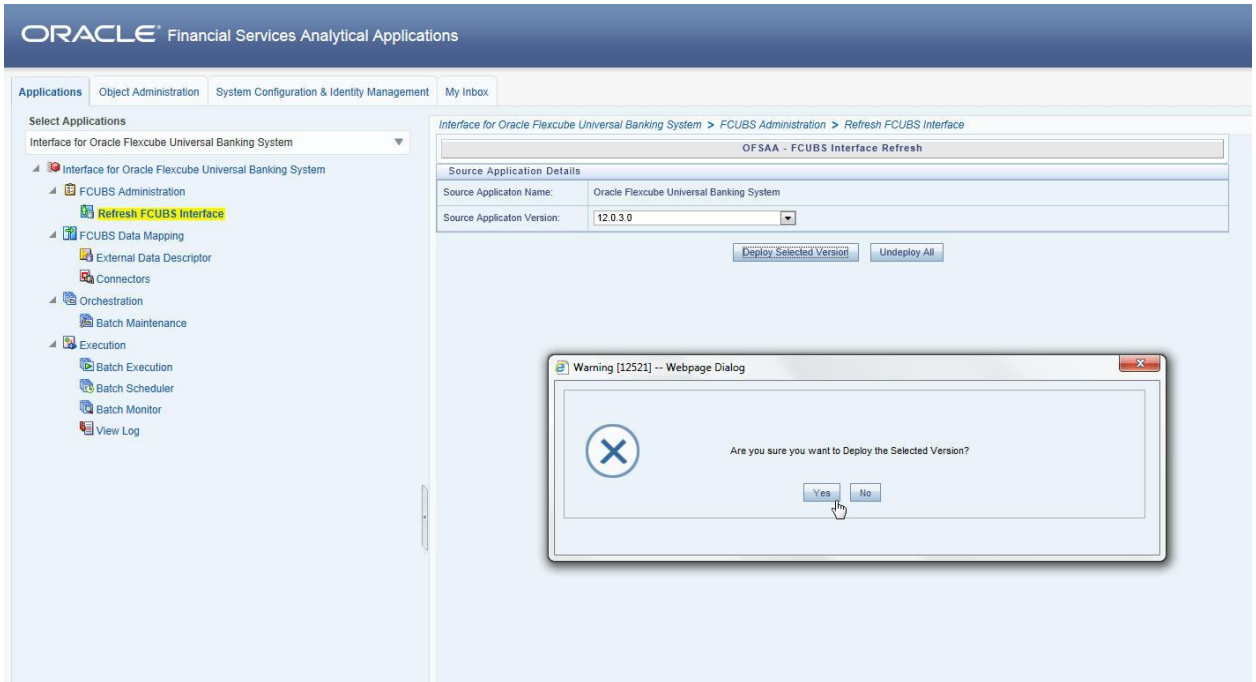 ORACLE® Financial Services Analytical Applications
Applications Object Administration System Configuration & Identity Management My Inbox
Select Applications
Interface for Oracle Flexcube Universal Banking System
Interface for Oracle Flexcube Universal Banking System
FCUBS Administration
Refresh FCUBS Interface
FCUBS Data Mapping
External Data Descriptor
Connectors
Orchestration
Batch Maintenance
Execution
Batch Execution
Batch Scheduler
Batch Monitor
View Log
Interface for Oracle Flexcube Universal Banking System > FCUBS Administration > Refresh FCUBS Interface
OFSAA - FCUBS Interface Refresh
Source Application Details
Source Applicaton Name: Oracle Flexcube Universal Banking System
Source Applicaton Version: 12.0.3.0
Deploy Selected Version Undeploy All
Warning [12521] -- Webpage Dialog
Are you sure you want to Deploy the Selected Version?
Yes No